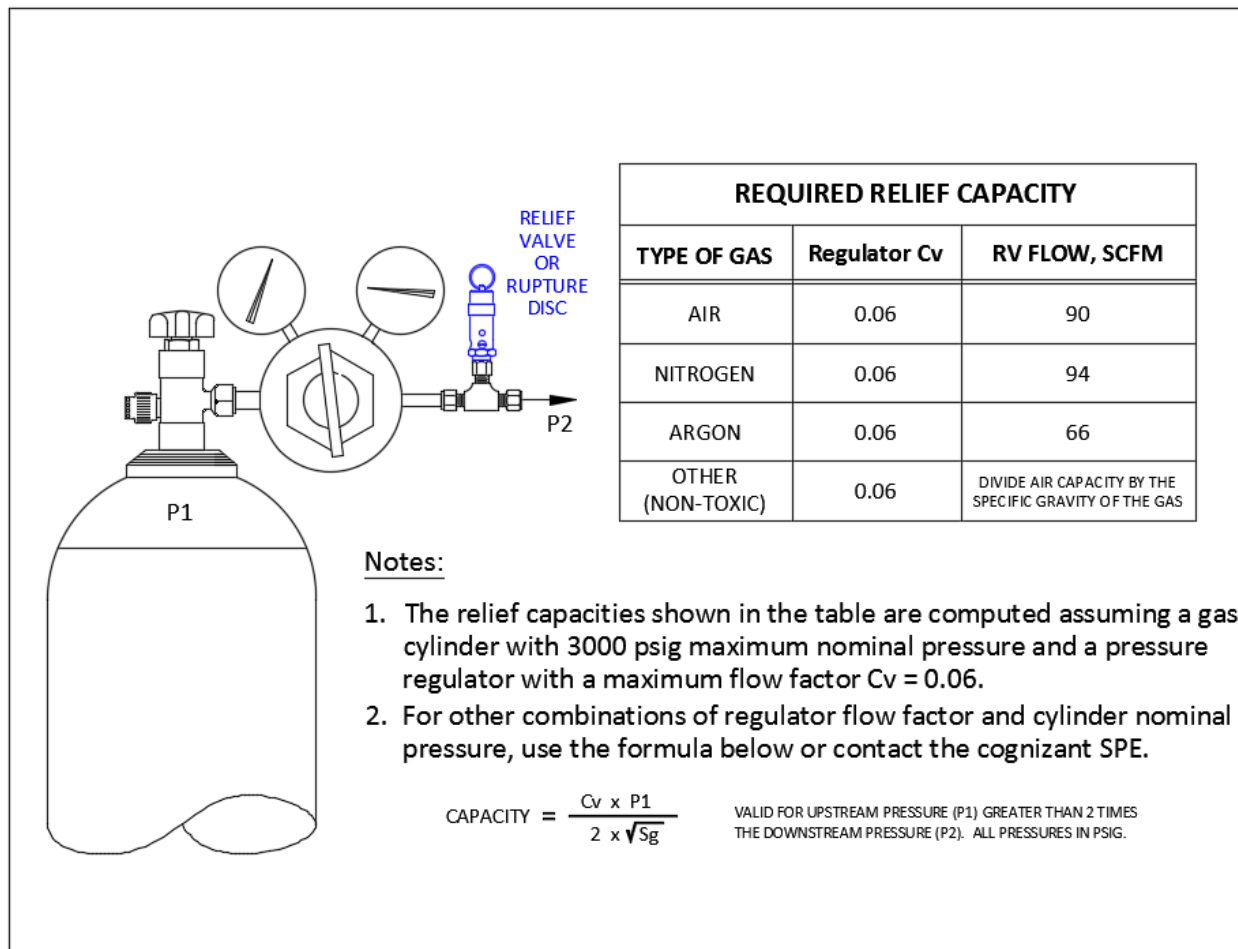 RELIEF
VALVE
OR
RUPTURE
DISC
P2
P1
REQUIRED RELIEF CAPACITY
TYPE OF GAS Regulator Cv RV FLOW, SCFM
AIR 0.06 90
NITROGEN 0.06 94
ARGON 0.06 66
OTHER
(NON-TOXIC) 0.06 DIVIDE AIR CAPACITY BY THE
SPECIFIC GRAVITY OF THE GAS
Notes:
1. The relief capacities shown in the table are computed assuming a gas
cylinder with 3000 psig maximum nominal pressure and a pressure
regulator with a maximum flow factor Cv = 0.06.
2. For other combinations of regulator flow factor and cylinder nominal
pressure, use the formula below or contact the cognizant SPE.
CAPACITY = Cv x P1
2 x √Sg
VALID FOR UPSTREAM PRESSURE (P1) GREATER THAN 2 TIMES
THE DOWNSTREAM PRESSURE (P2). ALL PRESSURES IN PSIG.